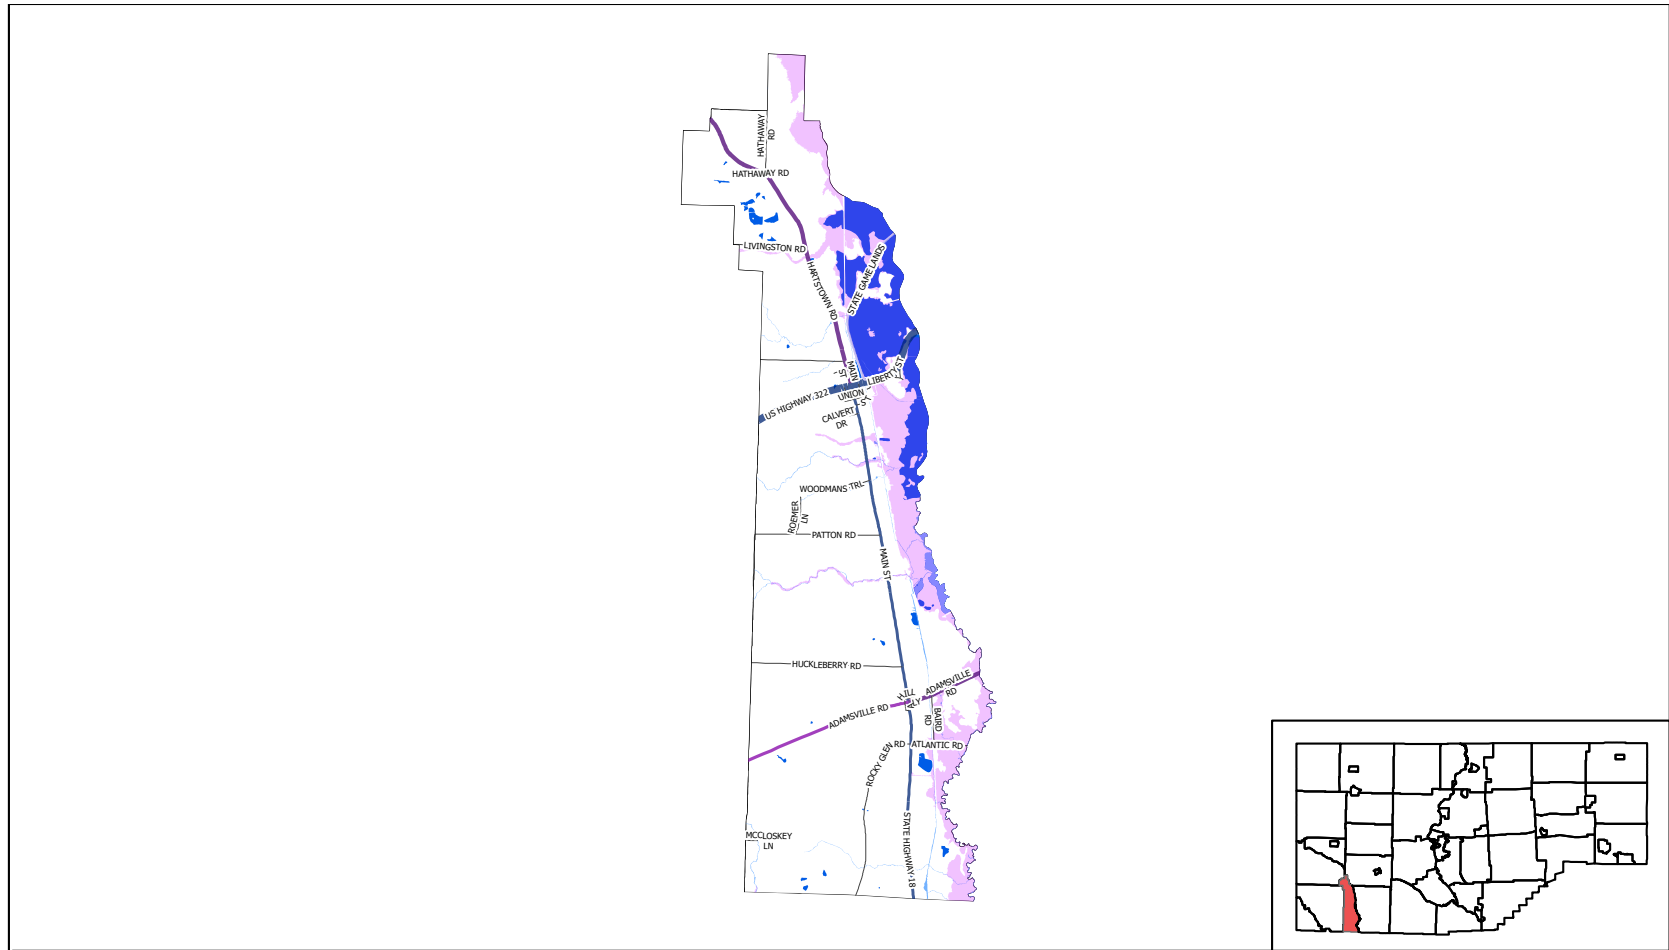 HATHAWAY
RD
HATHAWAY RD
LIVINGSTON RD
STATE GAME LANDS
HARTSTOWN RD
MAIN
ST
LIBERTY ST
US HIGHWAY 322
UNION
ST
CALVERT
DR
WOODMANS TRL
ROEMER
LN
PATTON RD
MAIN ST
HUCKLEBERRY RD
ADAMSVILLE
RD
HILL
ALY
ADAMSVILLE RD
BAIRD
RD
ROCKY GLEN RD
ATLANTIC RD
STATE HIGHWAY 18
MCCLOSKEY
LN